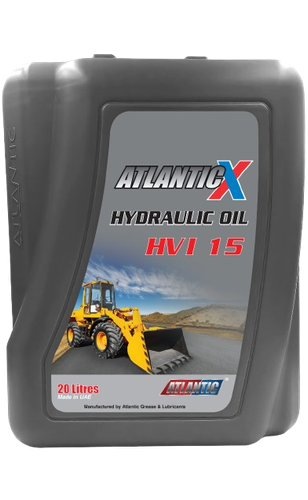 ATLANTIC
ATLANTIC X
HYDRAULIC OIL
HVI 15
20 Litres
Made in UAE
ATLANTIC
Manufactured by Atlantic Grease & Lubricants